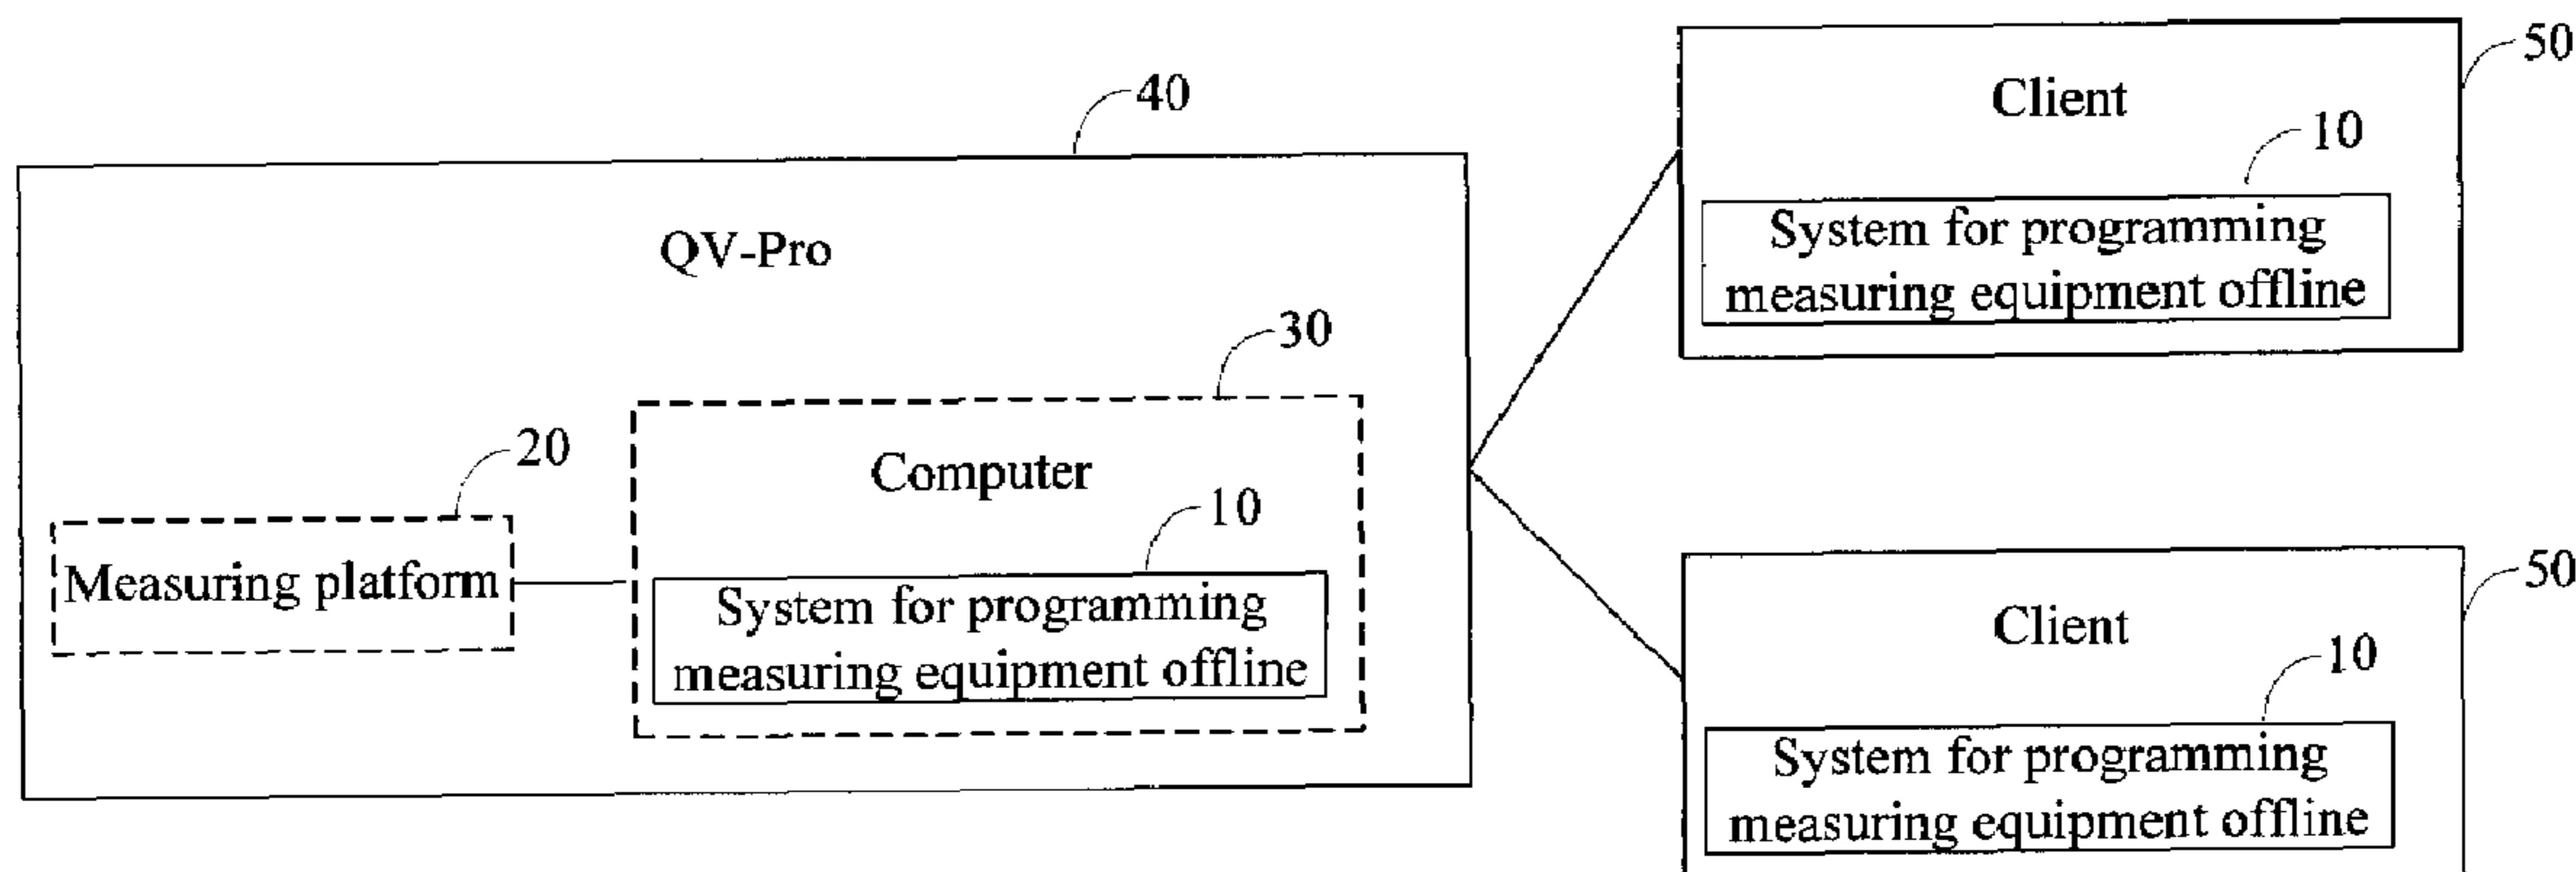 40
QV-Pro
30
Computer
20
10
Measuring platform
System for programming
measuring equipment offline
50
Client
10
System for programming
measuring equipment offline
50
Client
10
System for programming
measuring equipment offline